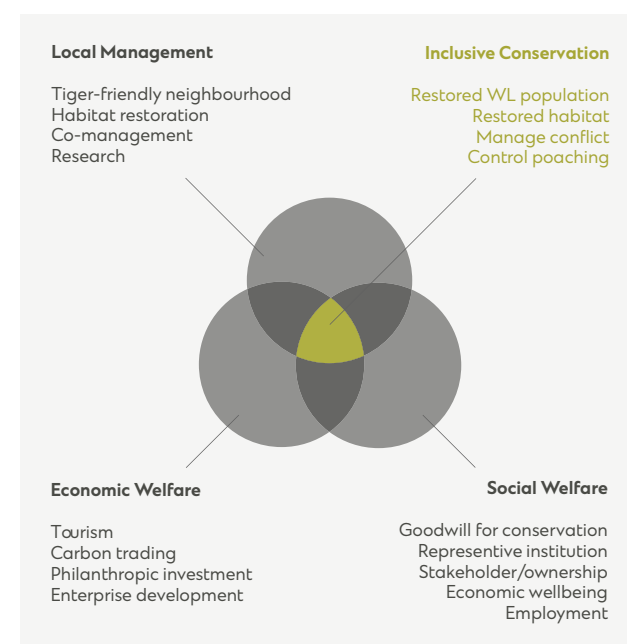 Local Management
Tiger-friendly neighbourhood
Habitat restoration
Co-management
Research
Inclusive Conservation
Restored WL population
Restored habitat
Manage conflict
Control poaching
Economic Welfare
Tourism
Carbon trading
Philanthropic investment
Enterprise development
Social Welfare
Goodwill for conservation
Representive institution
Stakeholder/ownership
Economic wellbeing
Employment